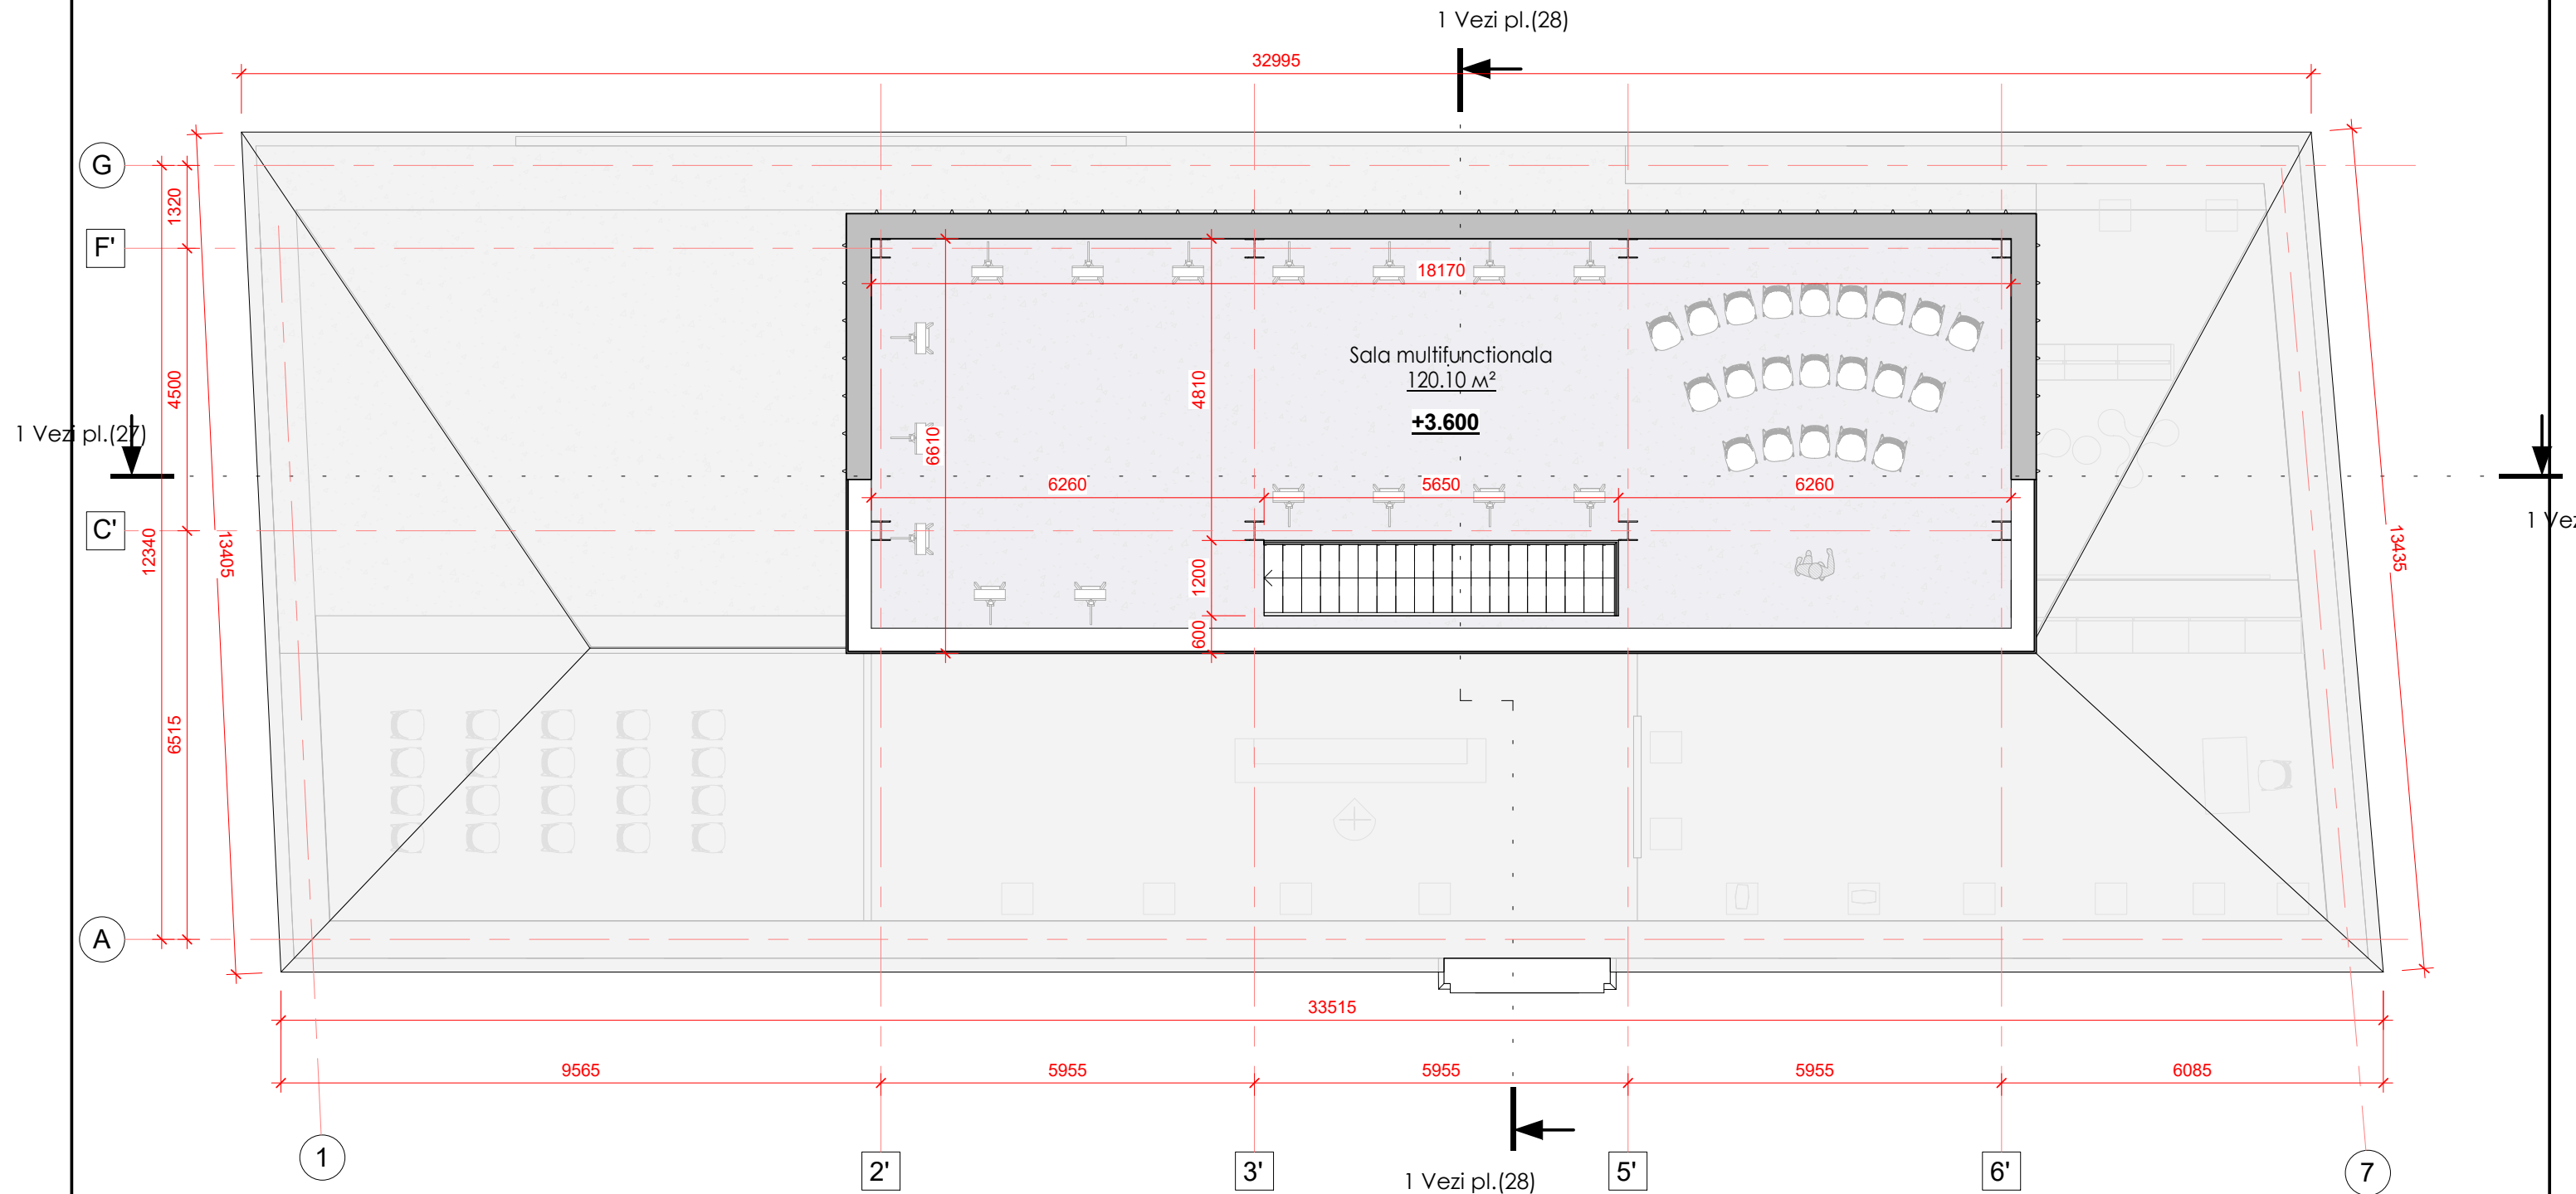 1 Vezi pl.(28)
32995
G
1320
F'
18170
Sala multifunctionala
120.10 м²
+3.600
4500
4810
6610
1 Vezi pl.(27)
6260
5650
6260
C'
12340
13405
13435
1 Vez
1200
600
6515
A
33515
9565
5955
5955
5955
6085
1
2'
3'
5'
6'
7
1 Vezi pl.(28)